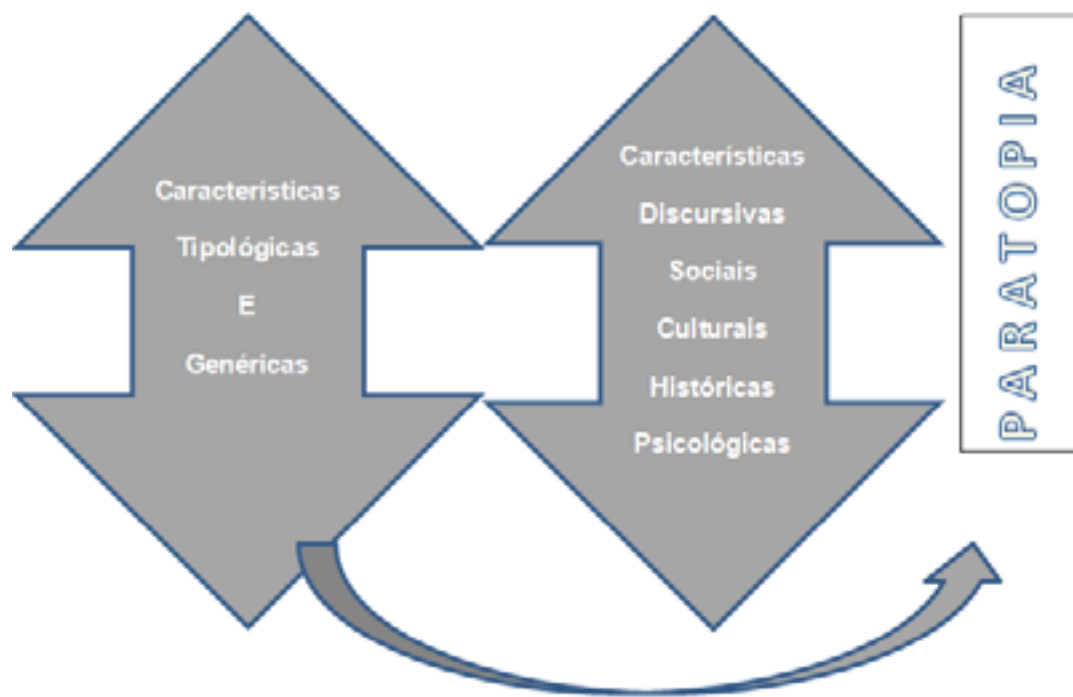 Características
Tipológicas
E
Genéricas
Características
Discursivas
Sociais
Culturais
Históricas
Psicológicas
PARATOPIA